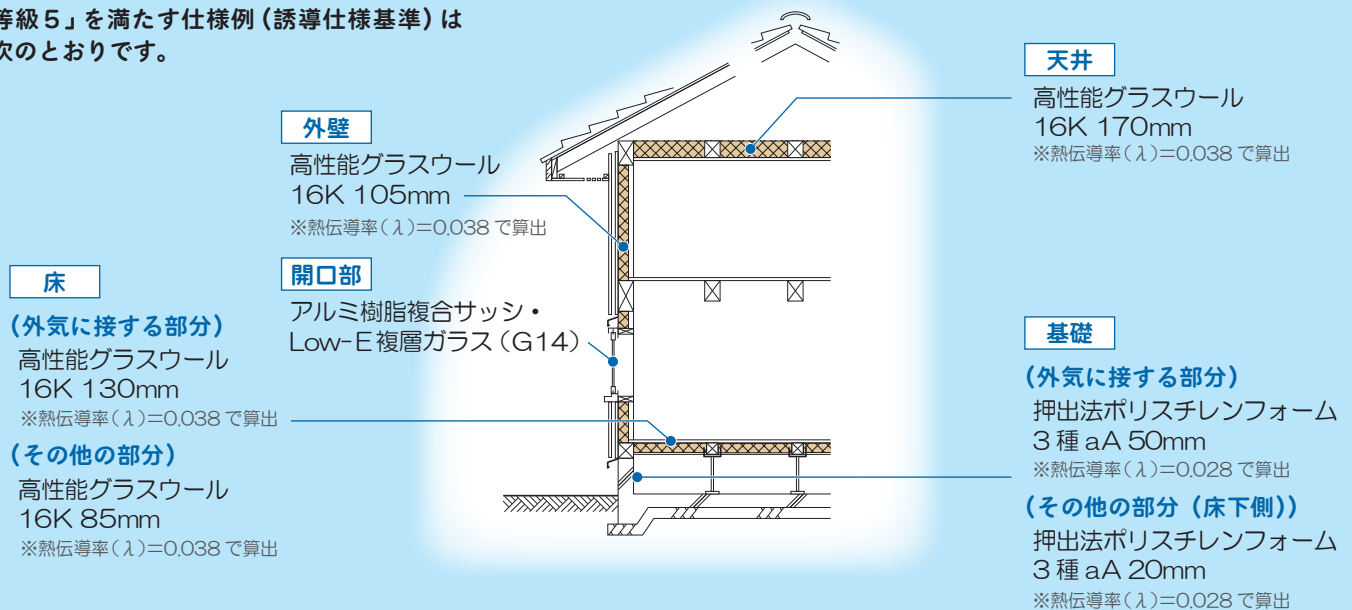 等級5」を満たす仕様例（誘導仕様基準）は
次のとおりです。
外壁
高性能グラスウール
16K 105mm
※熱伝導率（λ）＝0.038 で算出
開口部
アルミ樹脂複合サッシ・
Low-E複層ガラス（G14）
床
（外気に接する部分）
高性能グラスウール
16K 130mm
※熱伝導率（λ）＝0.038 で算出
（その他の部分）
高性能グラスウール
16K 85mm
※熱伝導率（λ）＝0.038 で算出
天井
高性能グラスウール
16K 170mm
※熱伝導率（λ）＝0.038 で算出
基礎
（外気に接する部分）
押出法ポリスチレンフォーム
3種 aA 50mm
※熱伝導率（λ）＝0.028 で算出
（その他の部分（床下側））
押出法ポリスチレンフォーム
3種 aA 20mm
※熱伝導率（λ）＝0.028 で算出